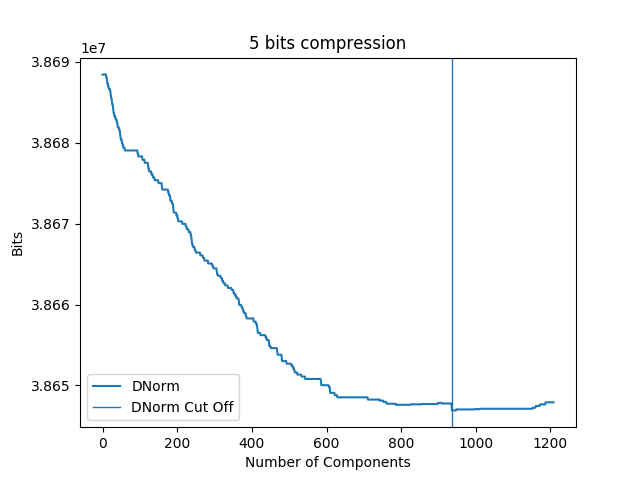 5 bits compression
1e7
3.869
3.868
3.867
3.866
3.865
Bits
DNorm
DNorm Cut Off
0 200 400 600 800 1000 1200
Number of Components